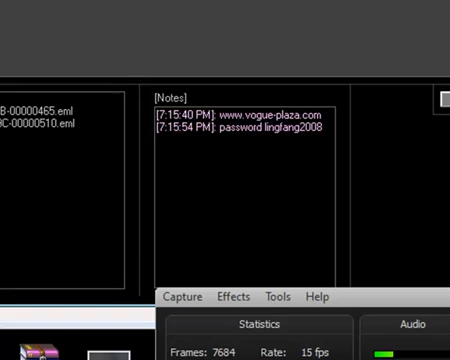 [Notes]
B-00000465.eml
C-00000510.eml
[7:15:40 PM]: www.vogue-plaza.com
[7:15:54 PM]: password lingfang2008
Capture Effects Tools Help
Statistics Audio
Frames: 7684 Rate: 15 fps